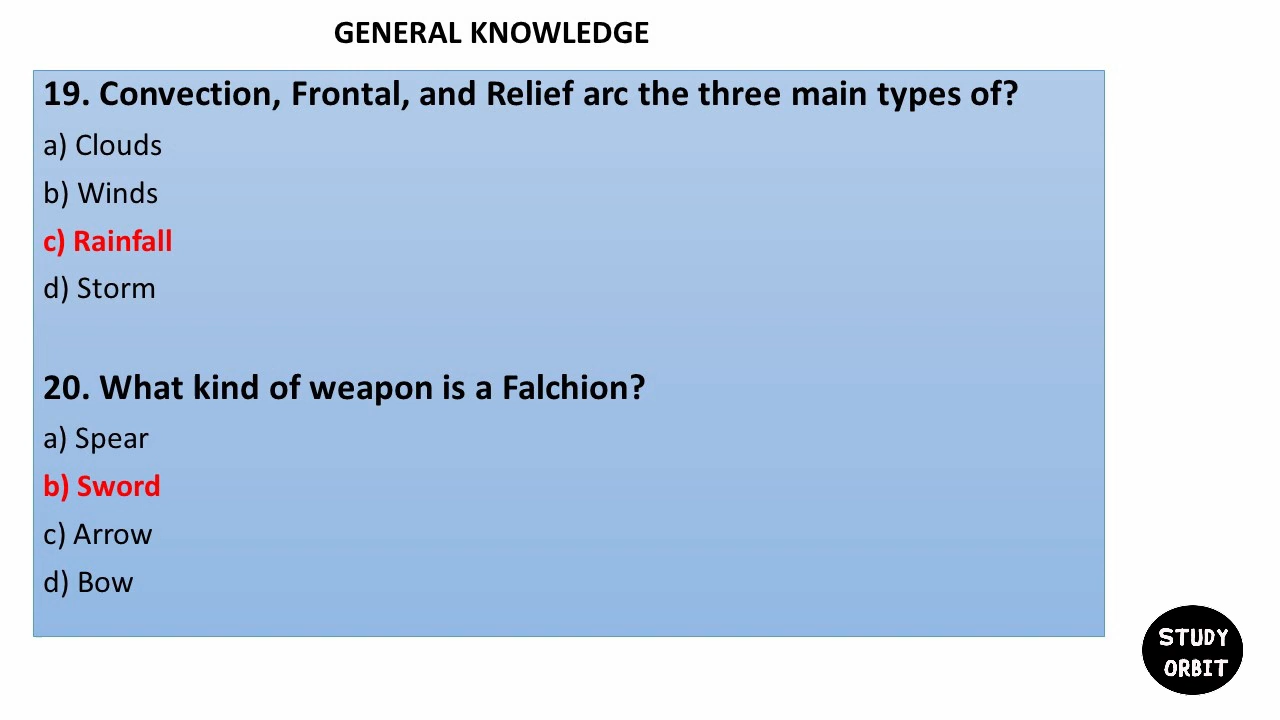 GENERAL KNOWLEDGE
19. Convection, Frontal, and Relief arc the three main types of?
a) Clouds
b) Winds
c) Rainfall
d) Storm
20. What kind of weapon is a Falchion?
a) Spear
b) Sword
c) Arrow
d) Bow
STUDY
ORBIT